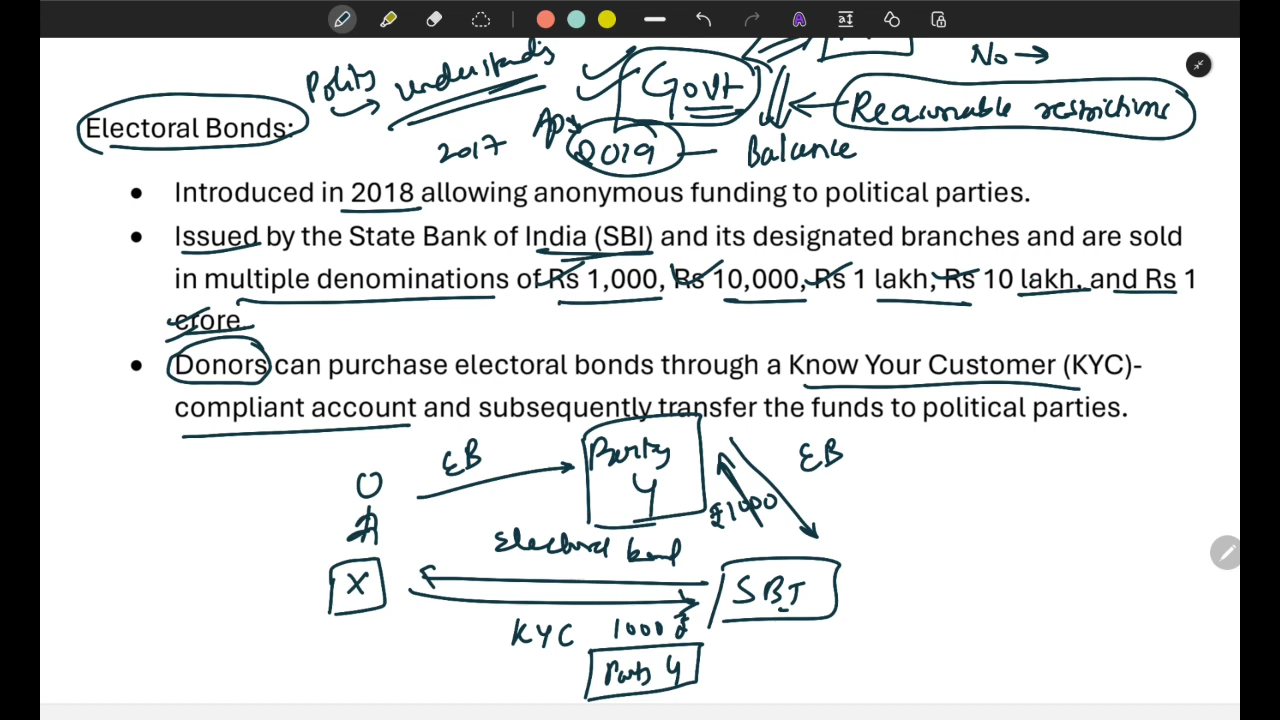 No →
Polits understands Govt Reasonable restrictions
2017 Ap 2019 — Balance
Electoral Bonds:
• Introduced in 2018 allowing anonymous funding to political parties.
• Issued by the State Bank of India (SBI) and its designated branches and are sold
in multiple denominations of Rs 1,000, Rs 10,000, Rs 1 lakh, Rs 10 lakh, and Rs 1
crore.
• Donors can purchase electoral bonds through a Know Your Customer (KYC)-
compliant account and subsequently transfer the funds to political parties.
EB Party Y EB
₹1000
Electoral bond
X SBI
KYC 1000 ₹
Party Y